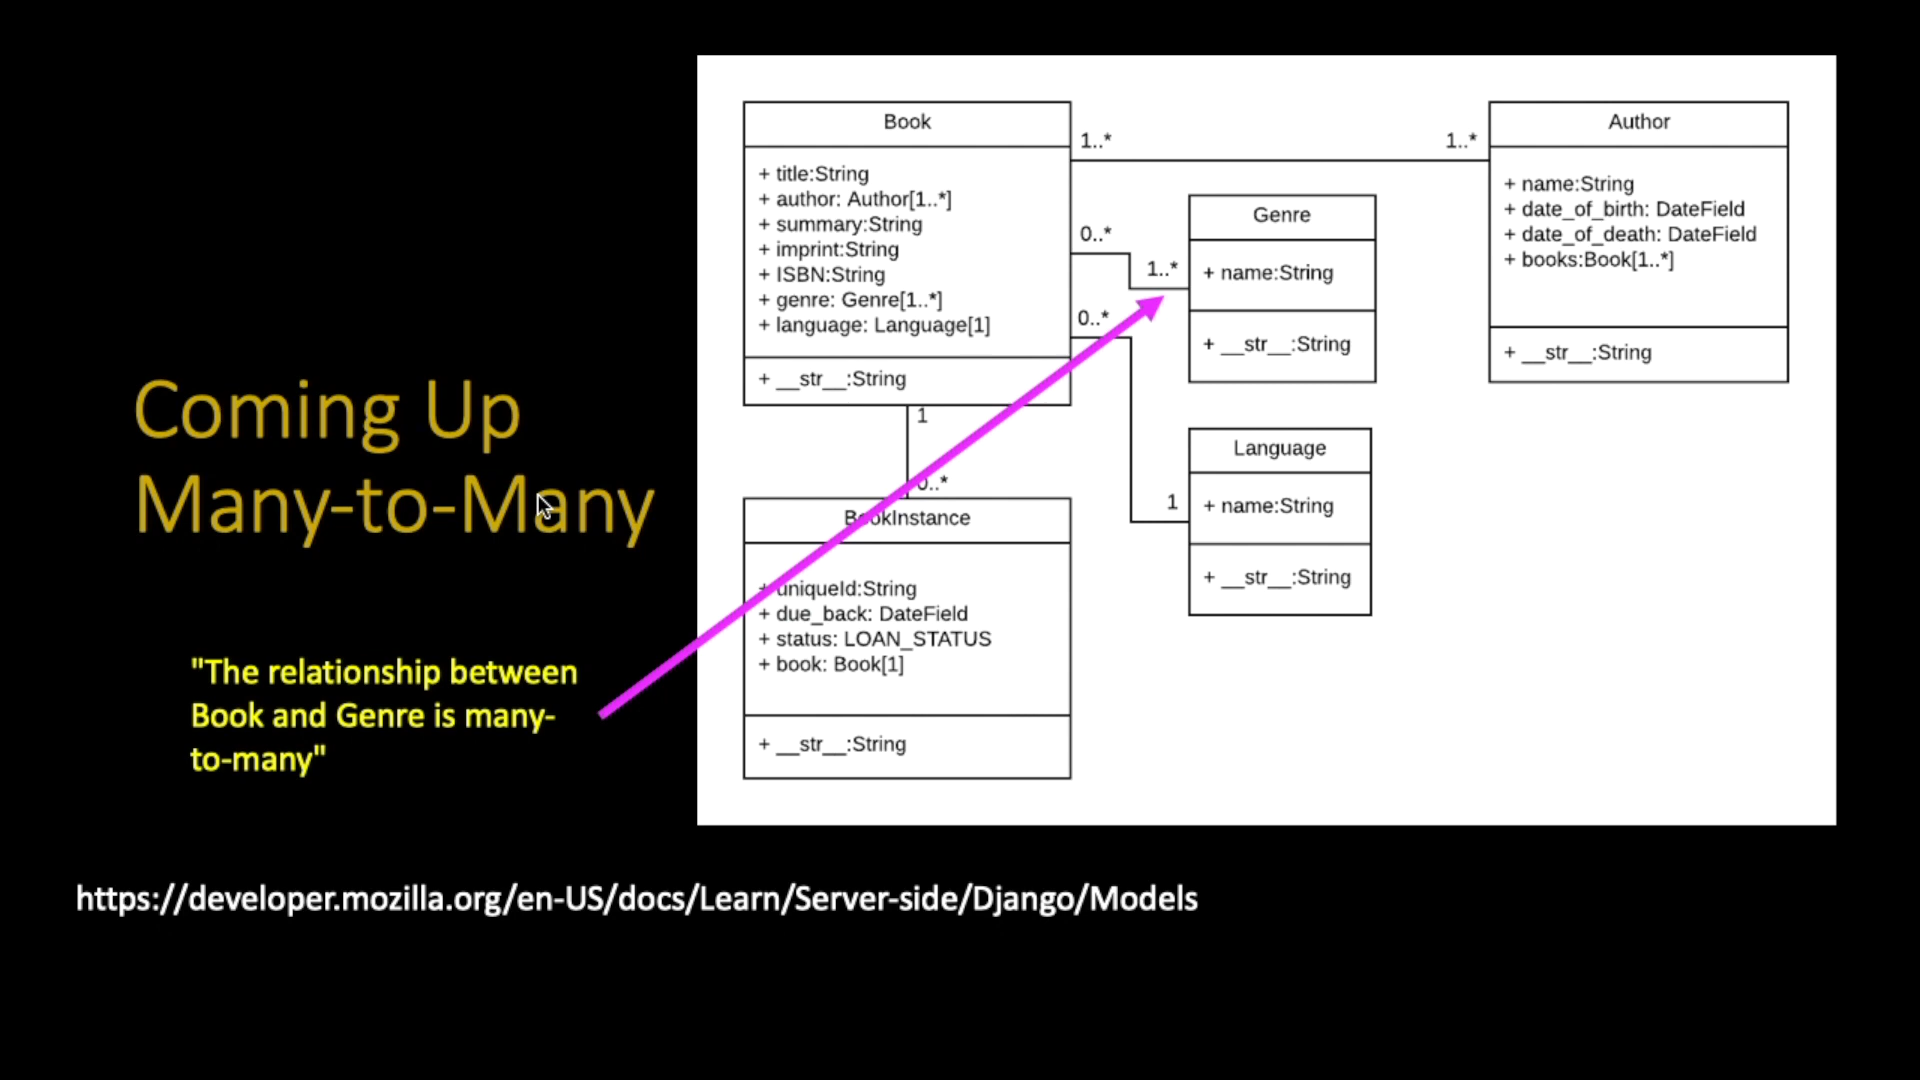 Coming Up
Many-to-Many
"The relationship between
Book and Genre is many-
to-many"
Book
+ title:String
+ author: Author[1..*]
+ summary:String
+ imprint:String
+ ISBN:String
+ genre: Genre[1..*]
+ language: Language[1]
+ __str__:String
1..*
1..*
0..*
1..*
0..*
1
1
0..*
Author
+ name:String
+ date_of_birth: DateField
+ date_of_death: DateField
+ books:Book[1..*]
+ __str__:String
Genre
+ name:String
+ __str__:String
Language
+ name:String
+ __str__:String
BookInstance
+ uniqueId:String
+ due_back: DateField
+ status: LOAN_STATUS
+ book: Book[1]
+ __str__:String
https://developer.mozilla.org/en-US/docs/Learn/Server-side/Django/Models